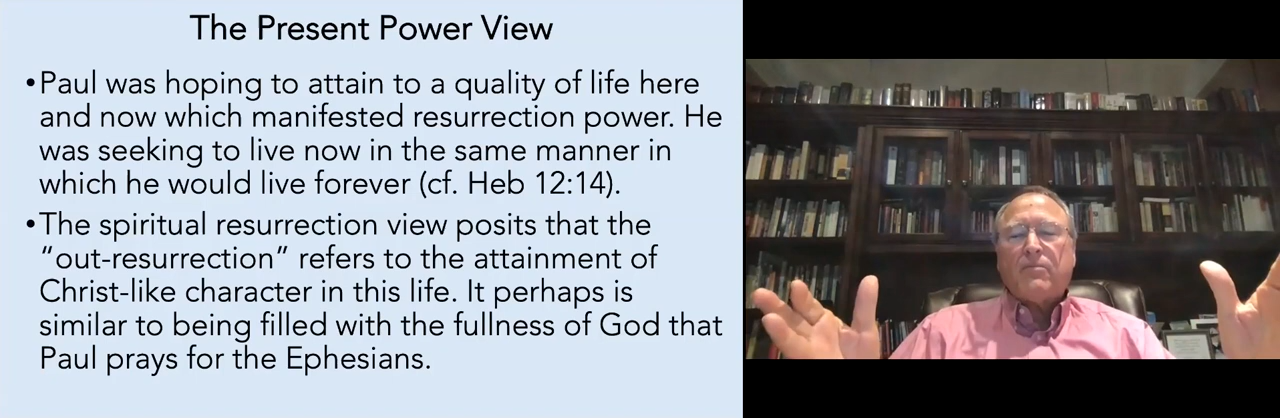 The Present Power View
•Paul was hoping to attain to a quality of life here
and now which manifested resurrection power. He
was seeking to live now in the same manner in
which he would live forever (cf. Heb 12:14).
•The spiritual resurrection view posits that the
“out-resurrection” refers to the attainment of
Christ-like character in this life. It perhaps is
similar to being filled with the fullness of God that
Paul prays for the Ephesians.